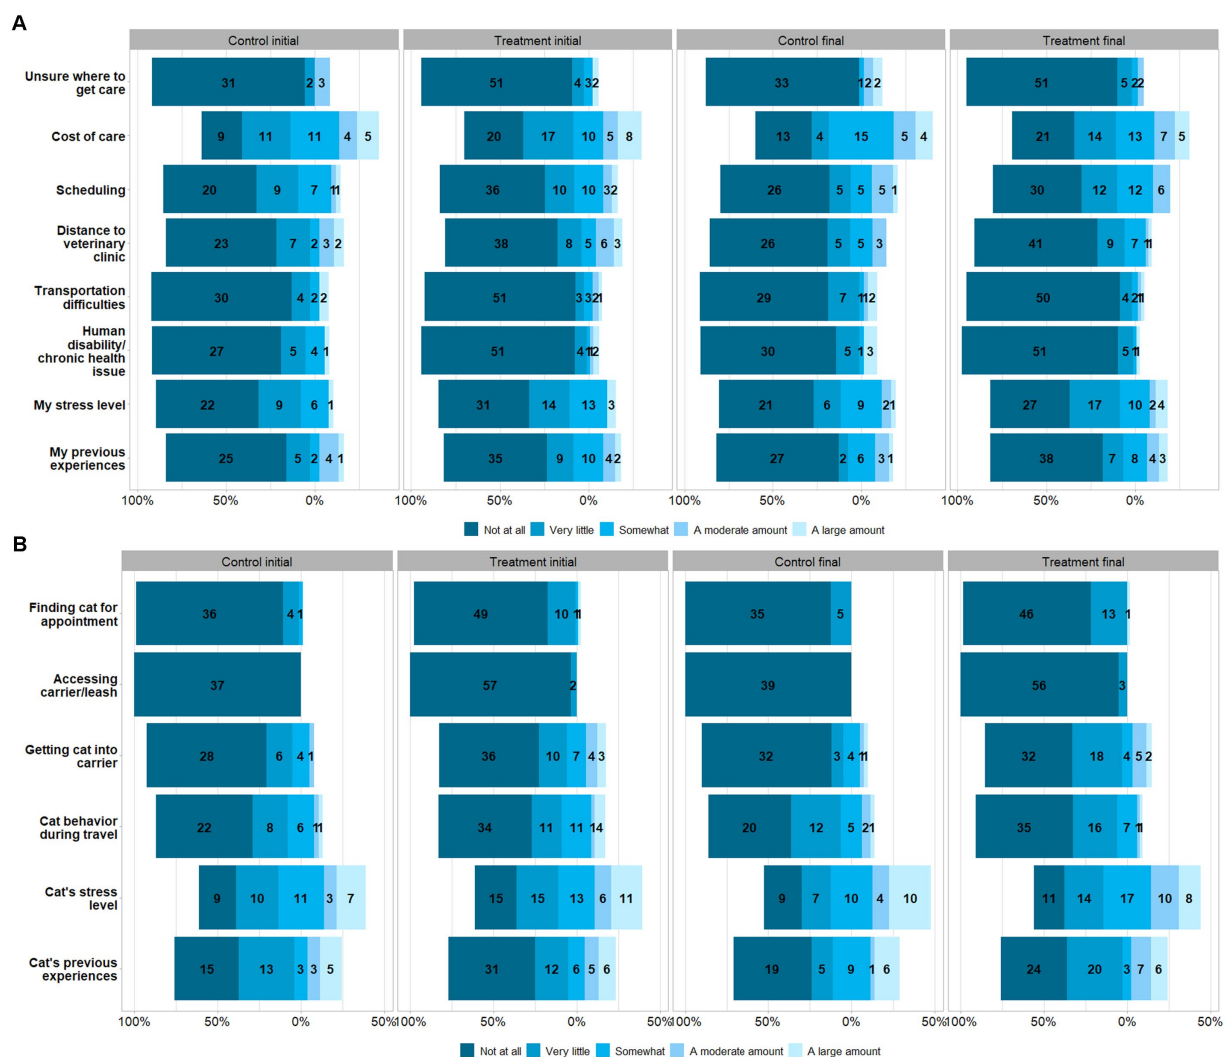 A
Control initial Treatment initial Control final Treatment final
Unsure where to
get care
31 2 3 51 4 3 2 33 1 2 2 51 5 2 2
Cost of care 9 11 11 4 5 20 17 10 5 8 13 4 15 5 4 21 14 13 7 5
Scheduling 20 9 7 1 1 36 10 10 3 2 26 5 5 5 1 30 12 12 6
Distance to
veterinary
clinic
23 7 2 3 2 38 8 5 6 3 26 5 5 3 41 9 7 1 1
Transportation
difficulties
30 4 2 2 51 3 3 2 1 29 7 1 1 2 50 4 2 1 1
Human
disability/
chronic health
issue
27 5 4 1 51 4 1 1 2 30 5 1 3 51 5 1 1
My stress level 22 9 6 1 31 14 13 3 21 6 9 2 1 27 17 10 2 4
My previous
experiences
25 5 2 4 1 35 9 10 4 2 27 2 6 3 1 38 7 8 4 3
100% 50% 0% 100% 50% 0% 100% 50% 0% 100% 50% 0%
Not at all Very little Somewhat A moderate amount A large amount
B
Control initial Treatment initial Control final Treatment final
Finding cat for
appointment
36 4 1 49 10 1 1 35 5 46 13 1
Accessing
carrier/leash
37 57 2 39 56 3
Getting cat into
carrier
28 6 4 1 36 10 7 4 3 32 3 4 1 1 32 18 4 5 2
Cat behavior
during travel
22 8 6 1 1 34 11 11 1 4 20 12 5 2 1 35 16 7 1 1
Cat's stress
level
9 10 11 3 7 15 15 13 6 11 9 7 10 4 10 11 14 17 10 8
Cat's previous
experiences
15 13 3 3 5 31 12 6 5 6 19 5 9 1 6 24 20 3 7 6
100% 50% 0% 50% 100% 50% 0% 50% 100% 50% 0% 50% 100% 50% 0% 50%
Not at all Very little Somewhat A moderate amount A large amount